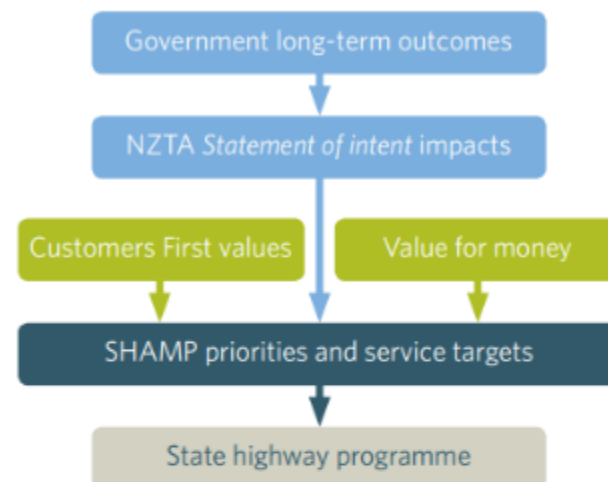 Government long-term outcomes
NZTA Statement of intent impacts
Customers First values
Value for money
SHAMP priorities and service targets
State highway programme